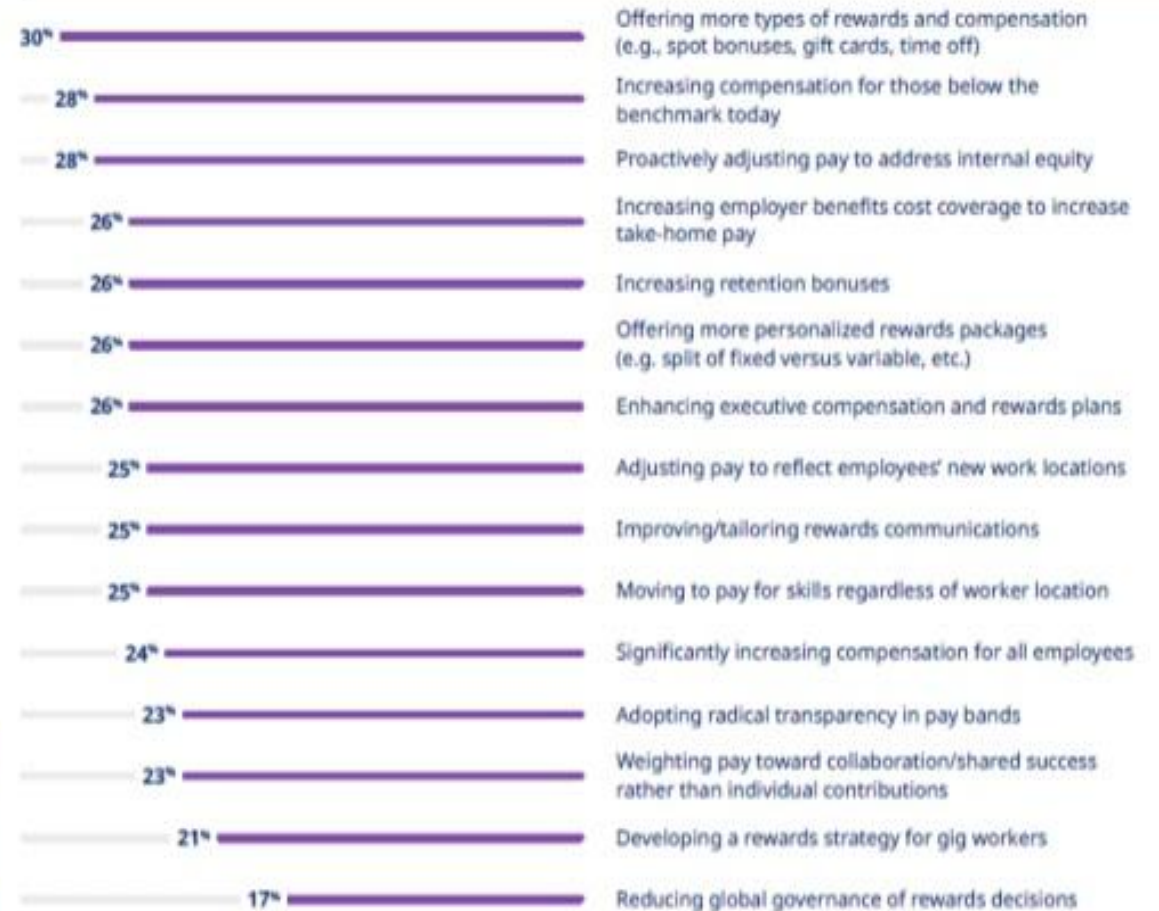 30%
Offering more types of rewards and compensation
(e.g., spot bonuses, gift cards, time off)
28%
Increasing compensation for those below the
benchmark today
28%
Proactively adjusting pay to address internal equity
26%
Increasing employer benefits cost coverage to increase
take-home pay
26%
Increasing retention bonuses
26%
Offering more personalized rewards packages
(e.g. split of fixed versus variable, etc.)
26%
Enhancing executive compensation and rewards plans
25%
Adjusting pay to reflect employees' new work locations
25%
Improving/tailoring rewards communications
25%
Moving to pay for skills regardless of worker location
24%
Significantly increasing compensation for all employees
23%
Adopting radical transparency in pay bands
23%
Weighting pay toward collaboration/shared success
rather than individual contributions
21%
Developing a rewards strategy for gig workers
17%
Reducing global governance of rewards decisions